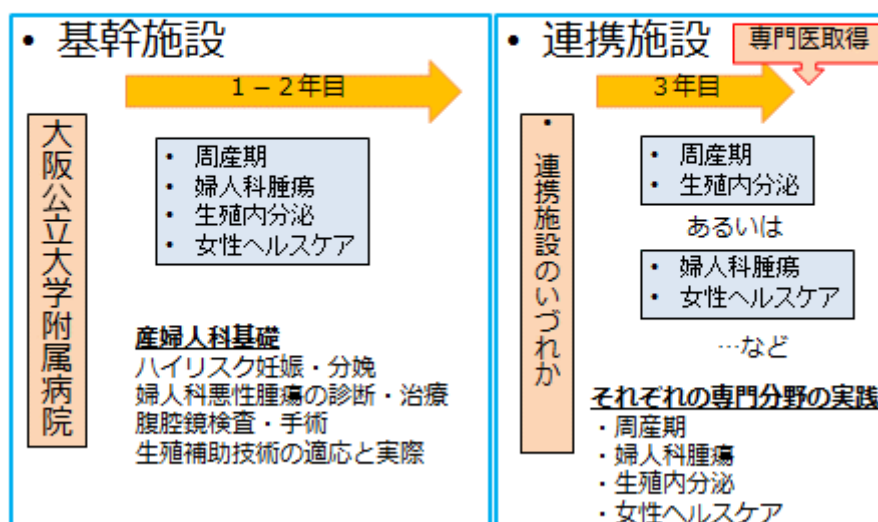 • 基幹施設
1－2年目
大阪公立大学附属病院
• 周産期
• 婦人科腫瘍
• 生殖内分泌
• 女性ヘルスケア
産婦人科基礎
ハイリスク妊娠・分娩
婦人科悪性腫瘍の診断・治療
腹腔鏡検査・手術
生殖補助技術の適応と実際
• 連携施設
専門医取得
3年目
• 連携施設のいづれか
• 周産期
• 生殖内分泌
あるいは
• 婦人科腫瘍
• 女性ヘルスケア
…など
それぞれの専門分野の実践
・周産期
・婦人科腫瘍
・生殖内分泌
・女性ヘルスケア